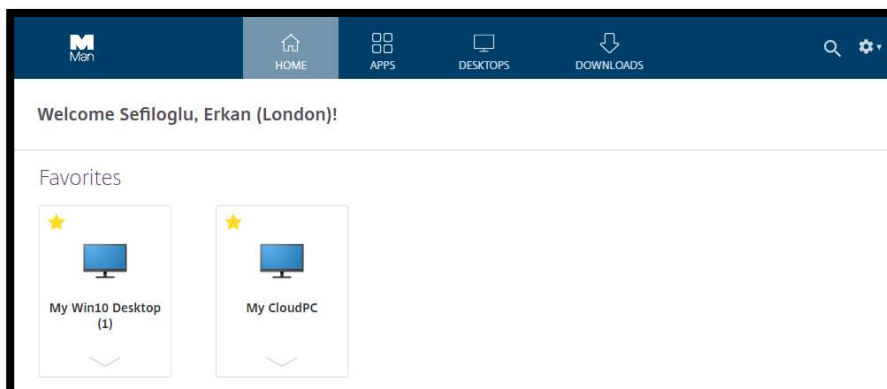 M
Man
HOME
APPS
DESKTOPS
DOWNLOADS
Welcome Sefiloglu, Erkan (London)!
Favorites
My Win10 Desktop
(1)
My CloudPC